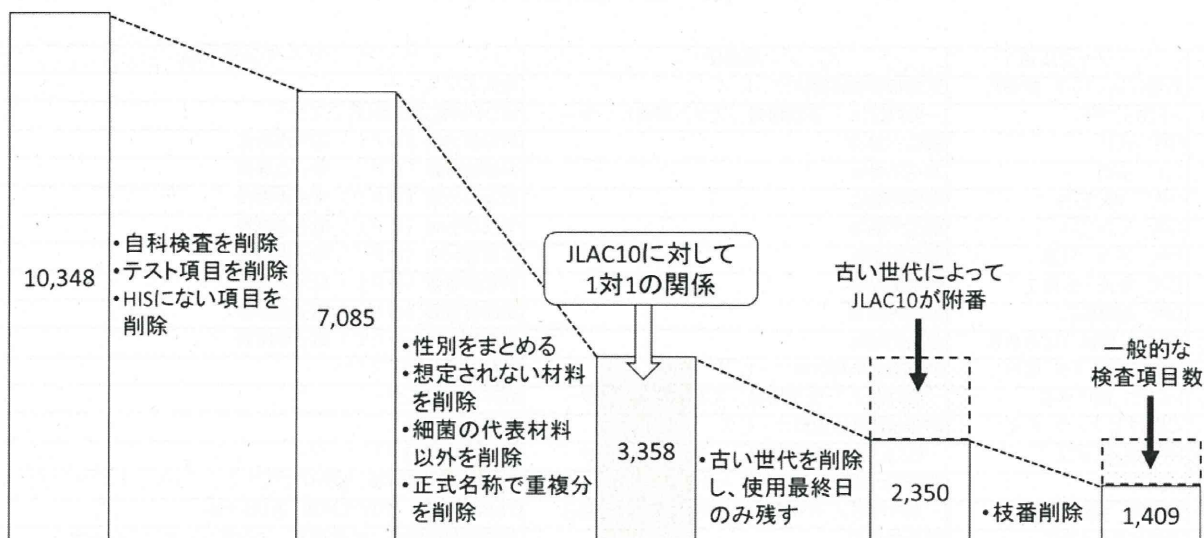 10,348
・自科検査を削除
・テスト項目を削除
・HISにない項目を
削除
7,085
・性別をまとめる
・想定されない材料
を削除
・細菌の代表材料
以外を削除
・正式名称で重複分
を削除
JLAC10に対して
1対1の関係
3,358
・古い世代を削除
し、使用最終日
のみ残す
古い世代によって
JLAC10が附番
2,350
・枝番削除
一般的な
検査項目数
1,409